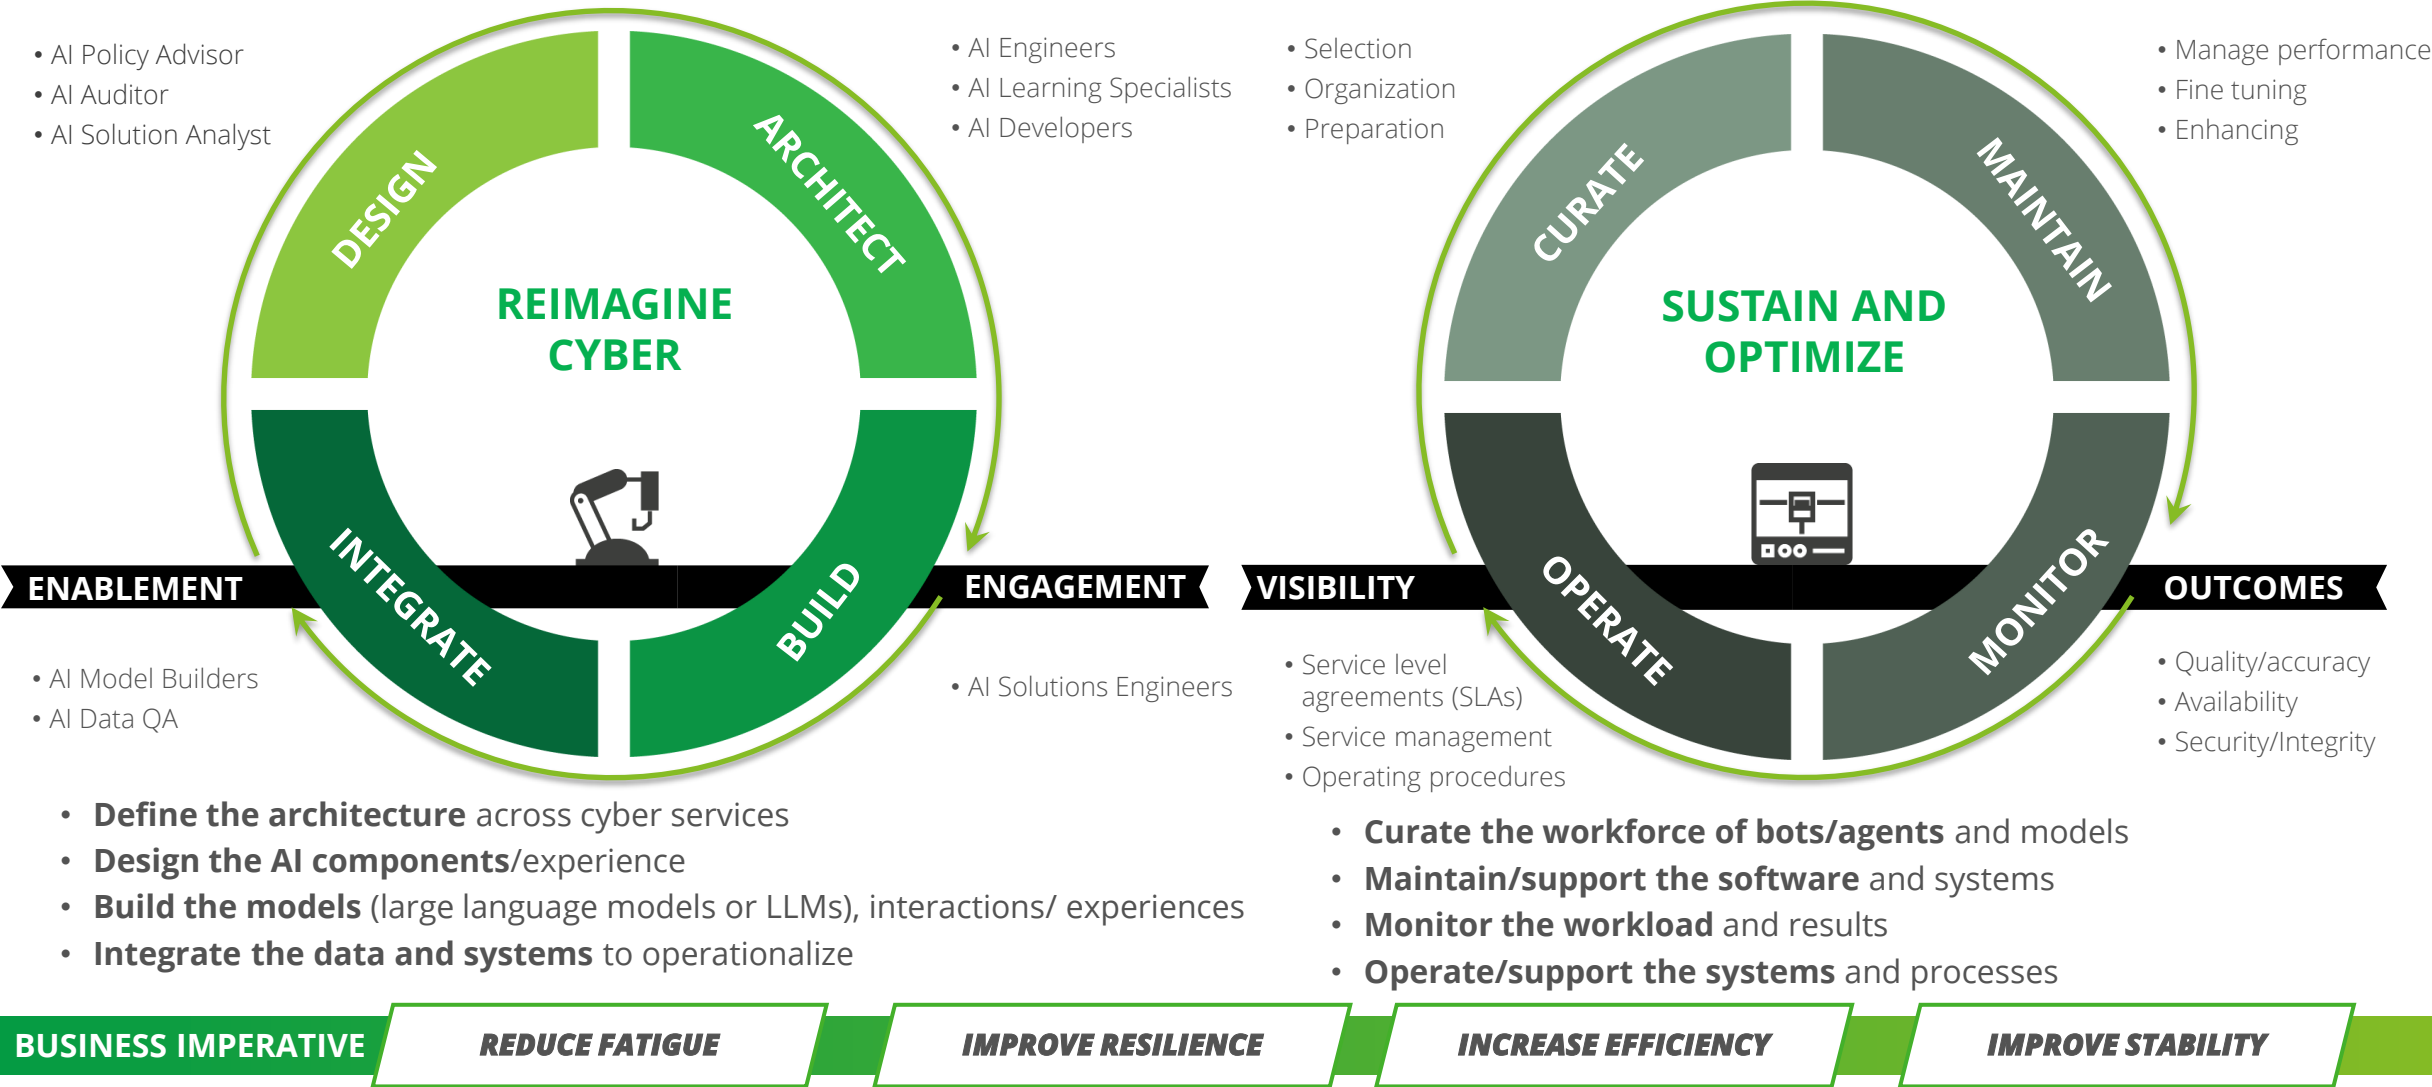 • AI Policy Advisor
• AI Auditor
• AI Solution Analyst
DESIGN
ARCHITECT
• AI Engineers
• AI Learning Specialists
• AI Developers
REIMAGINE
CYBER
INTEGRATE
BUILD
ENABLEMENT
ENGAGEMENT
• AI Model Builders
• AI Data QA
• AI Solutions Engineers
• Define the architecture across cyber services
• Design the AI components/experience
• Build the models (large language models or LLMs), interactions/ experiences
• Integrate the data and systems to operationalize
• Selection
• Organization
• Preparation
CURATE
MAINTAIN
• Manage performance
• Fine tuning
• Enhancing
SUSTAIN AND
OPTIMIZE
OPERATE
MONITOR
VISIBILITY
OUTCOMES
• Service level
agreements (SLAs)
• Service management
• Operating procedures
• Quality/accuracy
• Availability
• Security/Integrity
• Curate the workforce of bots/agents and models
• Maintain/support the software and systems
• Monitor the workload and results
• Operate/support the systems and processes
BUSINESS IMPERATIVE
REDUCE FATIGUE
IMPROVE RESILIENCE
INCREASE EFFICIENCY
IMPROVE STABILITY